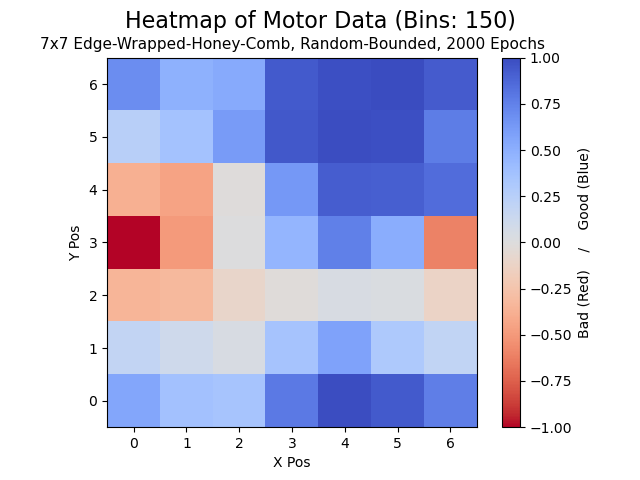 Heatmap of Motor Data (Bins: 150)
7x7 Edge-Wrapped-Honey-Comb, Random-Bounded, 2000 Epochs
6
5
4
3
2
1
0
Y Pos
0 1 2 3 4 5 6
X Pos
1.00
0.75
0.50
0.25
0.00
−0.25
−0.50
−0.75
−1.00
Bad (Red) / Good (Blue)